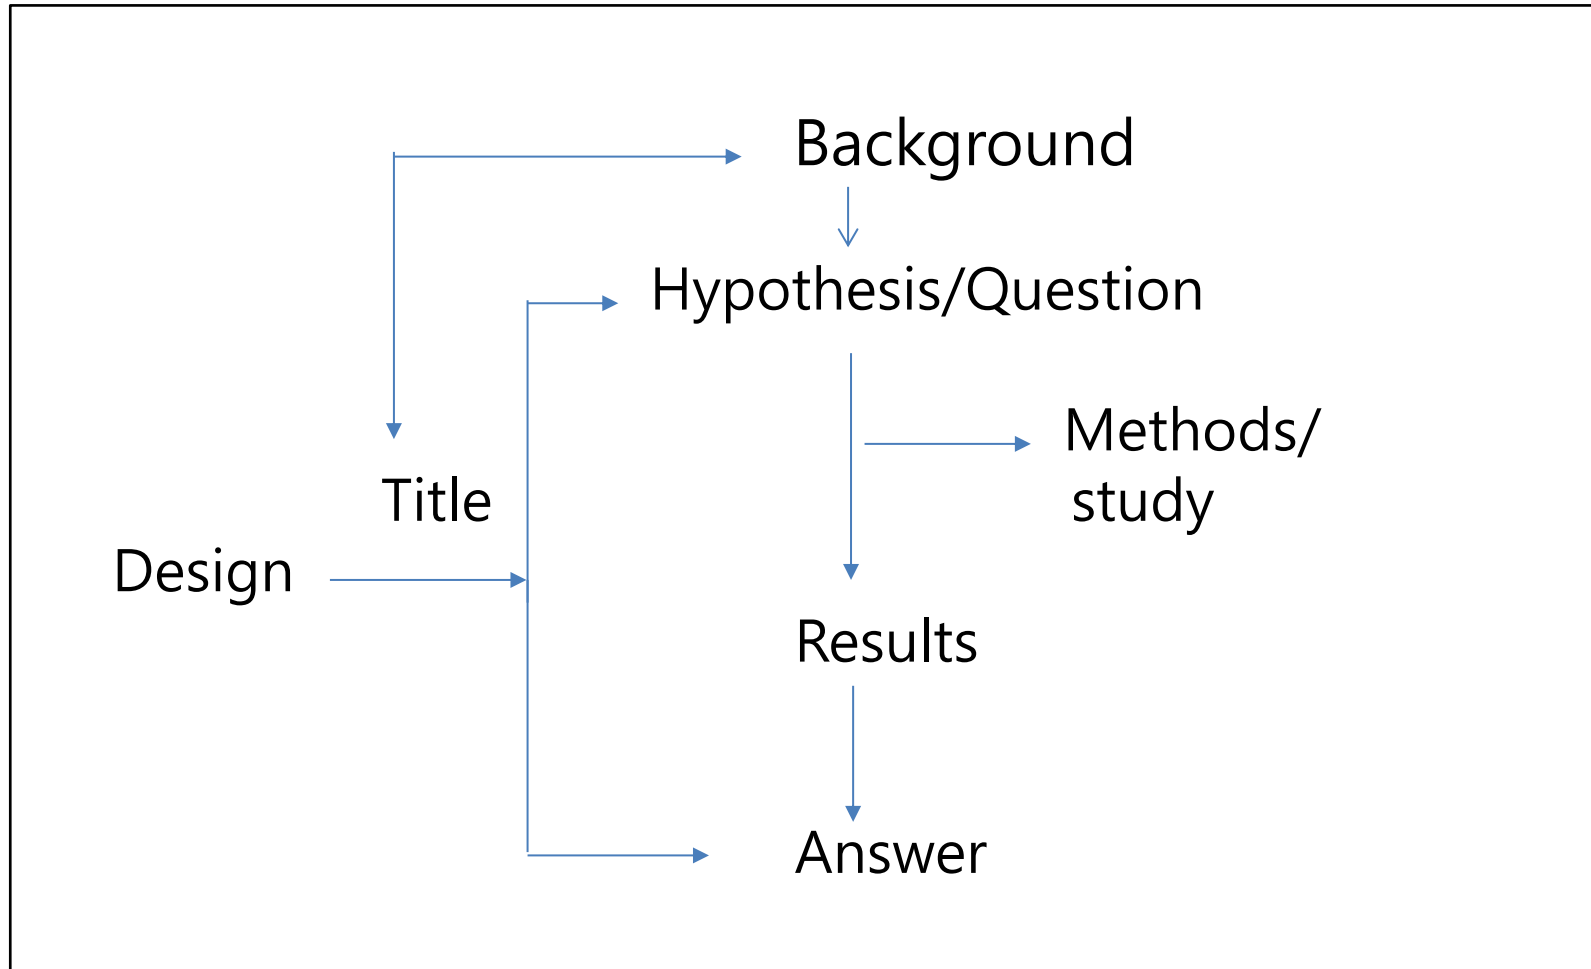 Background
Hypothesis/Question
Methods/
study
Title
Design
Results
Answer